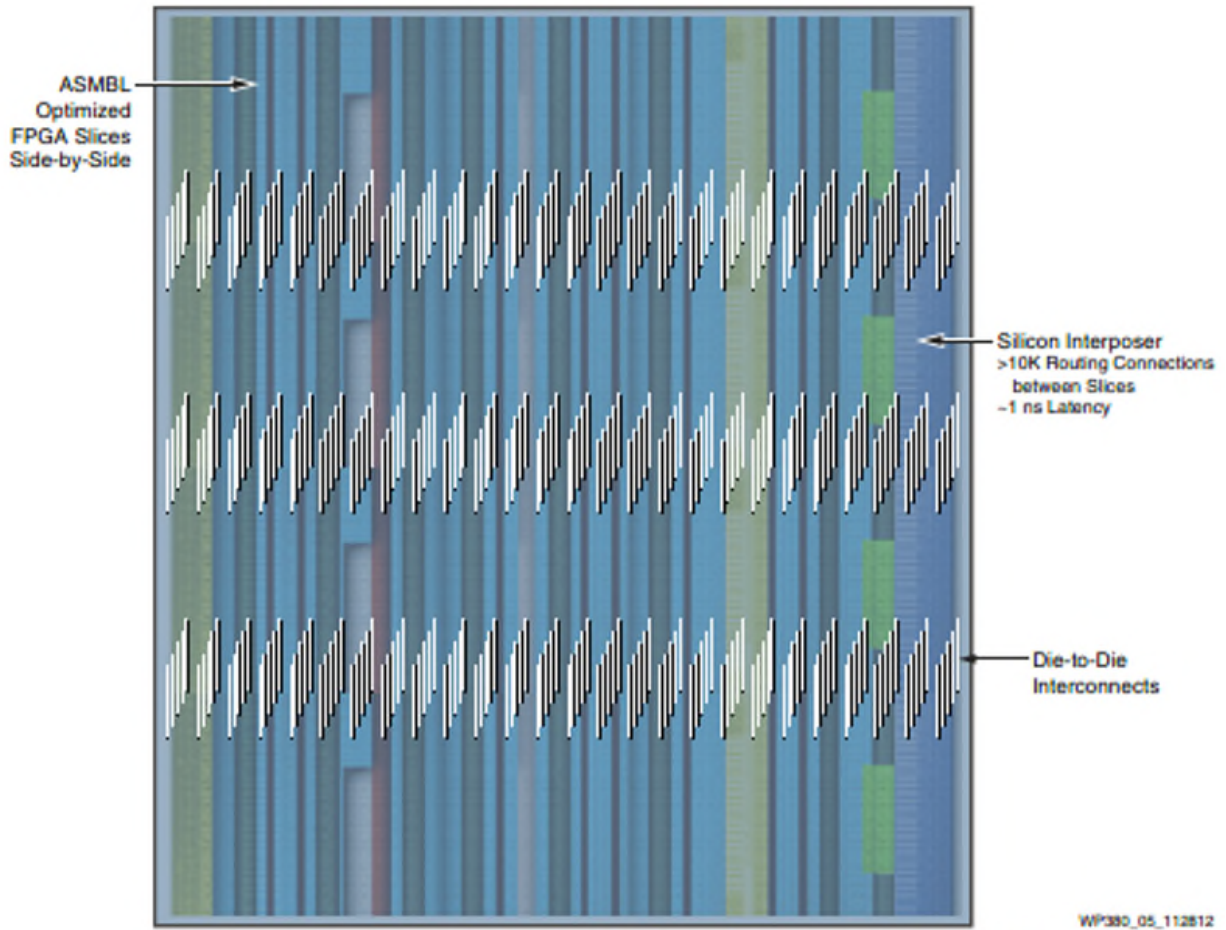 ASMBL
Optimized
FPGA Slices
Side-by-Side
Silicon Interposer
>10K Routing Connections
between Slices
~1 ns Latency
Die-to-Die
Interconnects
WP380_05_112812